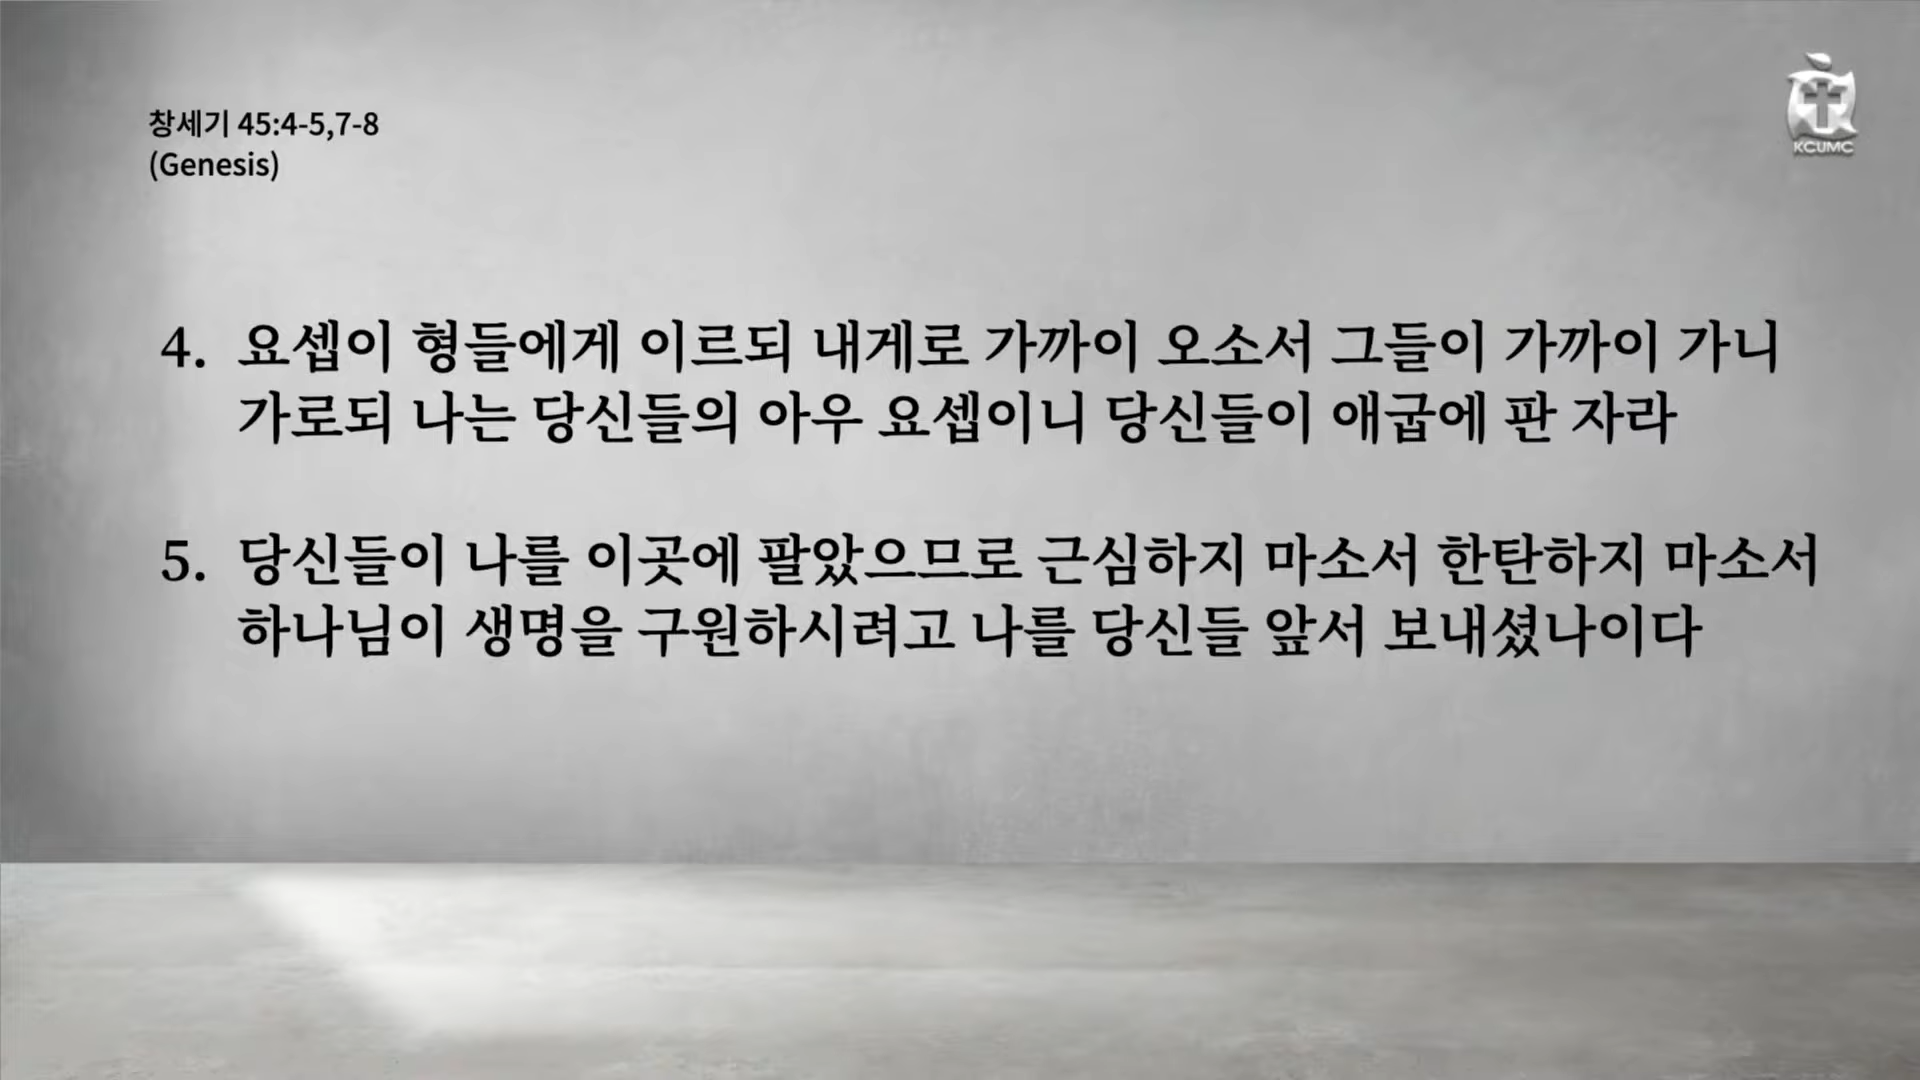 창세기 45:4-5,7-8
(Genesis)
KCUMC
4. 요셉이 형들에게 이르되 내게로 가까이 오소서 그들이 가까이 가니
가로되 나는 당신들의 아우 요셉이니 당신들이 애굽에 판 자라
5. 당신들이 나를 이곳에 팔았으므로 근심하지 마소서 한탄하지 마소서
하나님이 생명을 구원하시려고 나를 당신들 앞서 보내셨나이다